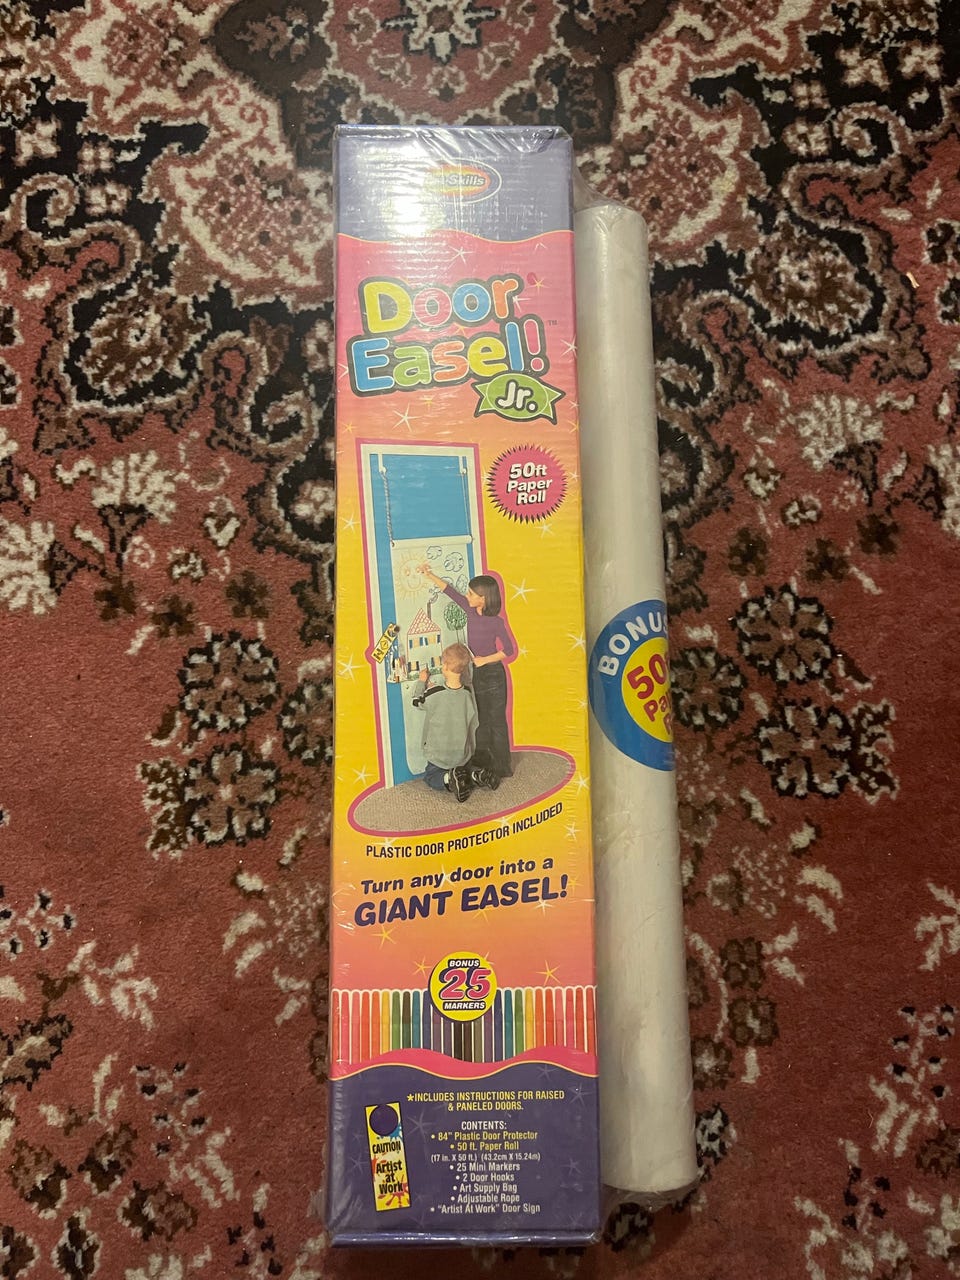 Skills
Door
Easel!™
Jr.
50ft
Paper
Roll
PLASTIC DOOR PROTECTOR INCLUDED
Turn any door into a
GIANT EASEL!
BONUS
25
MARKERS
*INCLUDES INSTRUCTIONS FOR RAISED
& PANELED DOORS.
CONTENTS:
• 84" Plastic Door Protector
• 50 ft. Paper Roll
(17 in. X 50 ft.) (43.2cm X 15.24m)
• 25 Mini Markers
• 2 Door Hooks
• Art Supply Bag
• Adjustable Rope
• "Artist At Work" Door Sign
CAUTION
Artist
at
Work
BONUS
50
Pa